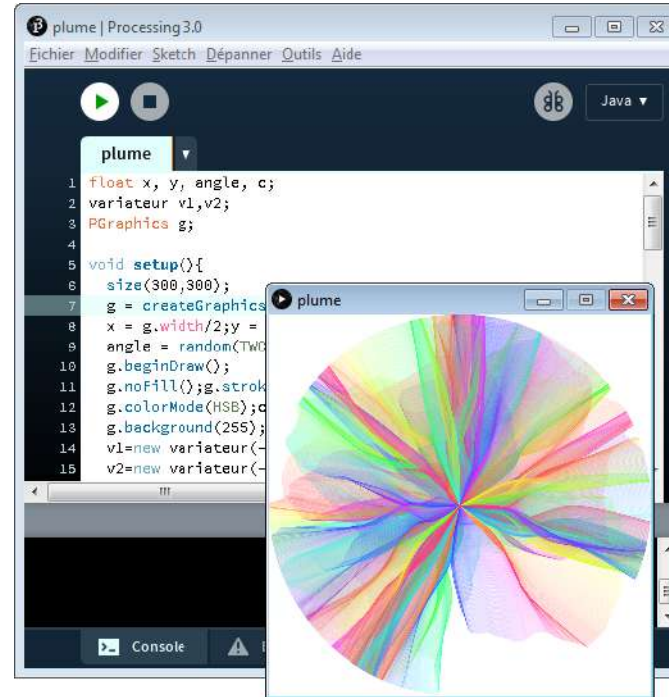 plume | Processing 3.0
Fichier Modifier Sketch Dépanner Outils Aide
Java ▼
plume ▼
1 float x, y, angle, c;
2 variateur v1,v2;
3 PGraphics g;
4
5 void setup(){
6 size(300,300);
7 g = createGraphics
8 x = g.width/2;y =
9 angle = random(TWO
10 g.beginDraw();
11 g.noFill();g.strok
12 g.colorMode(HSB);c
13 g.background(255);
14 v1=new variateur(-
15 v2=new variateur(-
plume
>_ Console